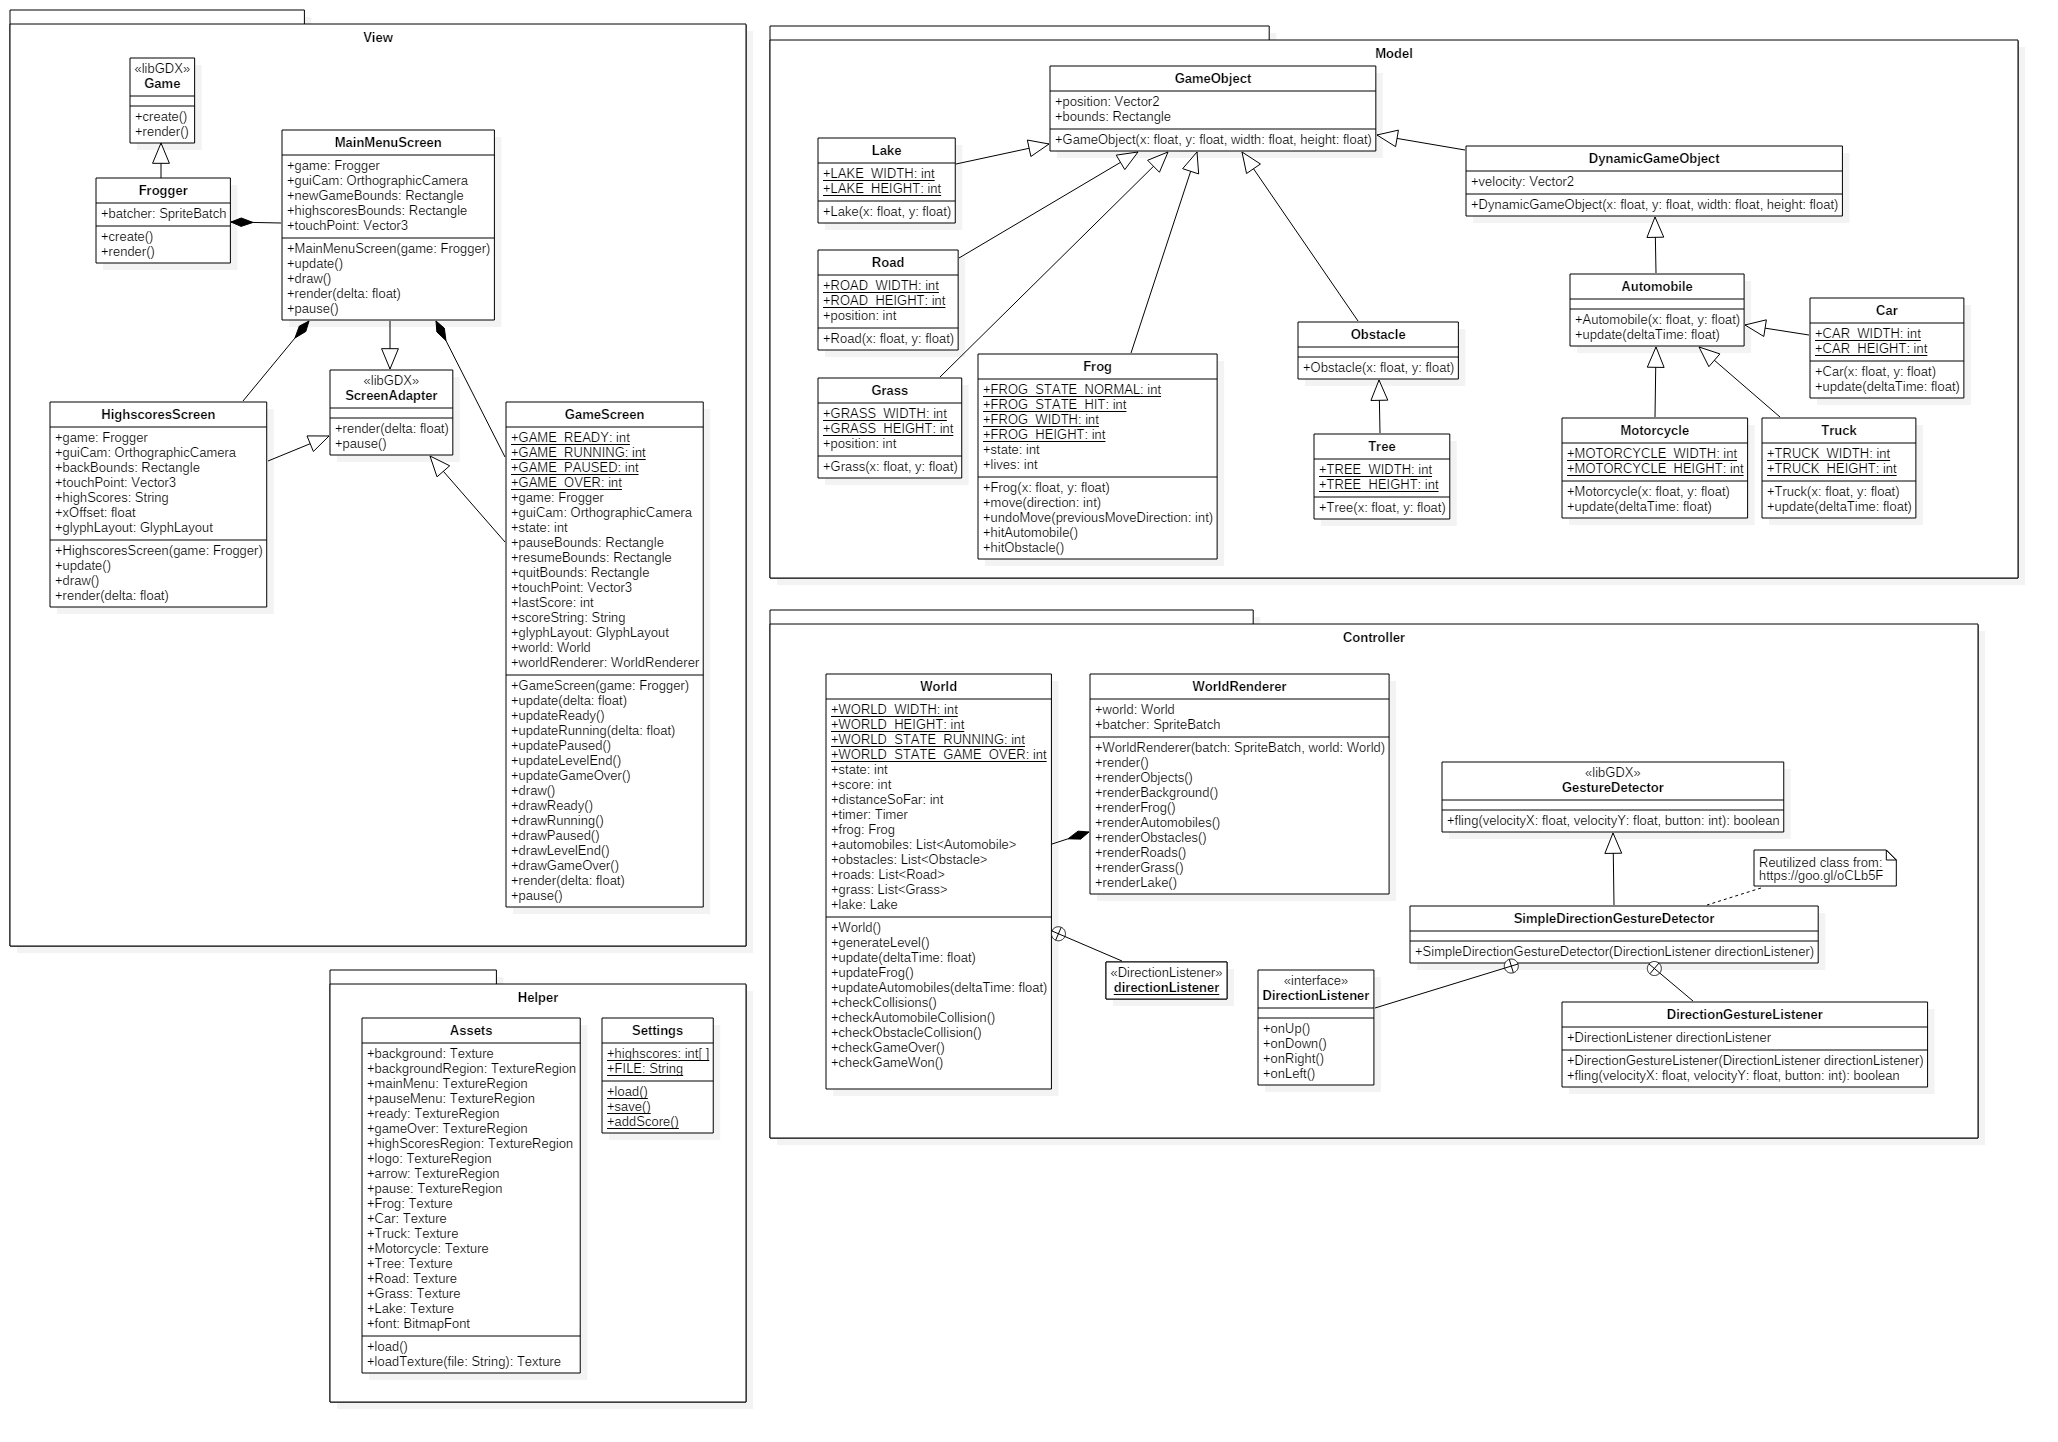 View
«libGDX»
Game
+create()
+render()
Frogger
+batcher: SpriteBatch
+create()
+render()
MainMenuScreen
+game: Frogger
+guiCam: OrthographicCamera
+newGameBounds: Rectangle
+highscoresBounds: Rectangle
+touchPoint: Vector3
+MainMenuScreen(game: Frogger)
+update()
+draw()
+render(delta: float)
+pause()
«libGDX»
ScreenAdapter
+render(delta: float)
+pause()
HighscoresScreen
+game: Frogger
+guiCam: OrthographicCamera
+backBounds: Rectangle
+touchPoint: Vector3
+highScores: String
+xOffset: float
+glyphLayout: GlyphLayout
+HighscoresScreen(game: Frogger)
+update()
+draw()
+render(delta: float)
GameScreen
+GAME_READY: int
+GAME_RUNNING: int
+GAME_PAUSED: int
+GAME_OVER: int
+game: Frogger
+guiCam: OrthographicCamera
+state: int
+pauseBounds: Rectangle
+resumeBounds: Rectangle
+quitBounds: Rectangle
+touchPoint: Vector3
+lastScore: int
+scoreString: String
+glyphLayout: GlyphLayout
+world: World
+worldRenderer: WorldRenderer
+GameScreen(game: Frogger)
+update(delta: float)
+updateReady()
+updateRunning(delta: float)
+updatePaused()
+updateLevelEnd()
+updateGameOver()
+draw()
+drawReady()
+drawRunning()
+drawPaused()
+drawLevelEnd()
+drawGameOver()
+render(delta: float)
+pause()
Model
GameObject
+position: Vector2
+bounds: Rectangle
+GameObject(x: float, y: float, width: float, height: float)
Lake
+LAKE_WIDTH: int
+LAKE_HEIGHT: int
+Lake(x: float, y: float)
Road
+ROAD_WIDTH: int
+ROAD_HEIGHT: int
+position: int
+Road(x: float, y: float)
Grass
+GRASS_WIDTH: int
+GRASS_HEIGHT: int
+position: int
+Grass(x: float, y: float)
Frog
+FROG_STATE_NORMAL: int
+FROG_STATE_HIT: int
+FROG_WIDTH: int
+FROG_HEIGHT: int
+state: int
+lives: int
+Frog(x: float, y: float)
+move(direction: int)
+undoMove(previousMoveDirection: int)
+hitAutomobile()
+hitObstacle()
Obstacle
+Obstacle(x: float, y: float)
Tree
+TREE_WIDTH: int
+TREE_HEIGHT: int
+Tree(x: float, y: float)
DynamicGameObject
+velocity: Vector2
+DynamicGameObject(x: float, y: float, width: float, height: float)
Automobile
+Automobile(x: float, y: float)
+update(deltaTime: float)
Car
+CAR_WIDTH: int
+CAR_HEIGHT: int
+Car(x: float, y: float)
+update(deltaTime: float)
Motorcycle
+MOTORCYCLE_WIDTH: int
+MOTORCYCLE_HEIGHT: int
+Motorcycle(x: float, y: float)
+update(deltaTime: float)
Truck
+TRUCK_WIDTH: int
+TRUCK_HEIGHT: int
+Truck(x: float, y: float)
+update(deltaTime: float)
Controller
World
+WORLD_WIDTH: int
+WORLD_HEIGHT: int
+WORLD_STATE_RUNNING: int
+WORLD_STATE_GAME_OVER: int
+state: int
+score: int
+distanceSoFar: int
+timer: Timer
+frog: Frog
+automobiles: List<Automobile>
+obstacles: List<Obstacle>
+roads: List<Road>
+grass: List<Grass>
+lake: Lake
+World()
+generateLevel()
+update(deltaTime: float)
+updateFrog()
+updateAutomobiles(deltaTime: float)
+checkCollisions()
+checkAutomobileCollision()
+checkObstacleCollision()
+checkGameOver()
+checkGameWon()
WorldRenderer
+world: World
+batcher: SpriteBatch
+WorldRenderer(batch: SpriteBatch, world: World)
+render()
+renderObjects()
+renderBackground()
+renderFrog()
+renderAutomobiles()
+renderObstacles()
+renderRoads()
+renderGrass()
+renderLake()
«DirectionListener»
directionListener
«libGDX»
GestureDetector
+fling(velocityX: float, velocityY: float, button: int): boolean
Reutilized class from:
https://goo.gl/oCLb5F
SimpleDirectionGestureDetector
+SimpleDirectionGestureDetector(DirectionListener directionListener)
«interface»
DirectionListener
+onUp()
+onDown()
+onRight()
+onLeft()
DirectionGestureListener
+DirectionListener directionListener
+DirectionGestureListener(DirectionListener directionListener)
+fling(velocityX: float, velocityY: float, button: int): boolean
Helper
Assets
+background: Texture
+backgroundRegion: TextureRegion
+mainMenu: TextureRegion
+pauseMenu: TextureRegion
+ready: TextureRegion
+gameOver: TextureRegion
+highScoresRegion: TextureRegion
+logo: TextureRegion
+arrow: TextureRegion
+pause: TextureRegion
+Frog: Texture
+Car: Texture
+Truck: Texture
+Motorcycle: Texture
+Tree: Texture
+Road: Texture
+Grass: Texture
+Lake: Texture
+font: BitmapFont
+load()
+loadTexture(file: String): Texture
Settings
+highscores: int[ ]
+FILE: String
+load()
+save()
+addScore()